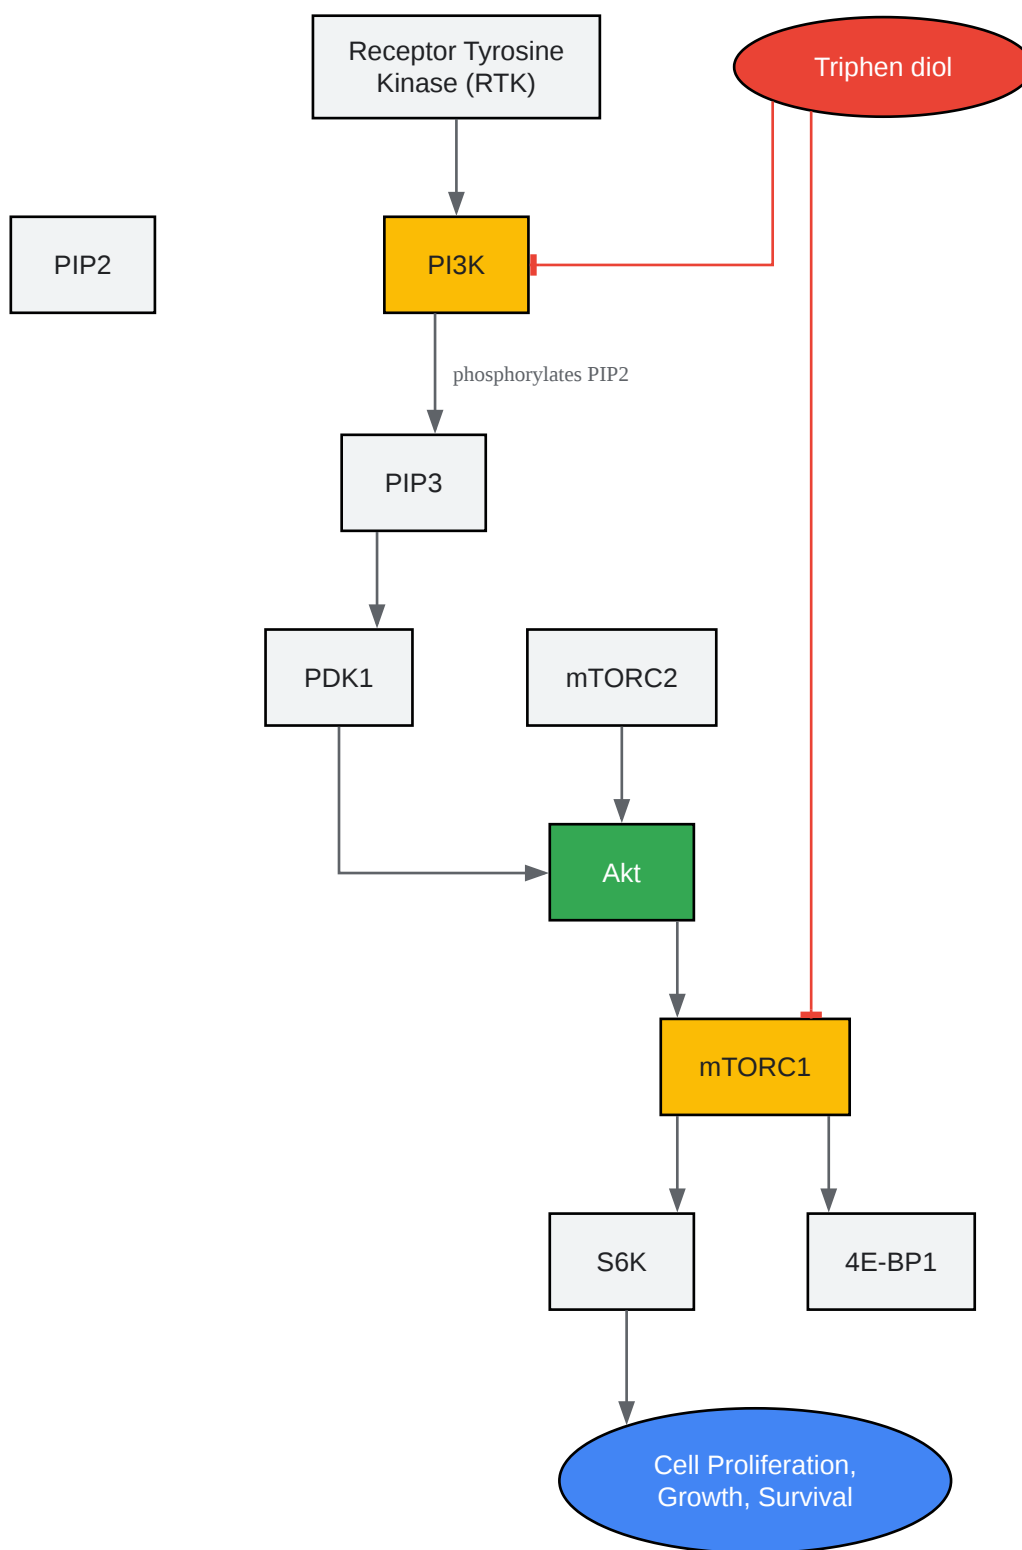 Receptor Tyrosine
Kinase (RTK)
Triphen diol
PIP2
PI3K
phosphorylates PIP2
PIP3
PDK1
mTORC2
Akt
mTORC1
S6K
4E-BP1
Cell Proliferation,
Growth, Survival